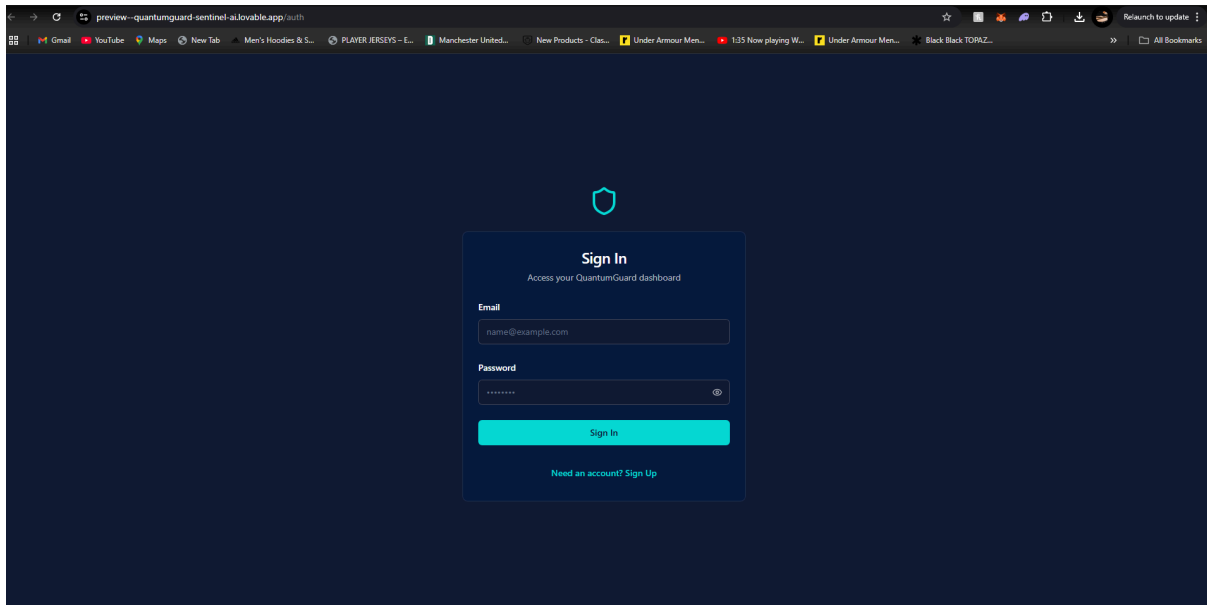 preview--quantumguard-sentinel-ai.lovable.app/auth
Relaunch to update
Gmail YouTube Maps New Tab Men's Hoodies & S... PLAYER JERSEYS – E... Manchester United... New Products - Clas... Under Armour Men... 1:35 Now playing W... Under Armour Men... Black Black TOPAZ... » All Bookmarks
Sign In
Access your QuantumGuard dashboard
Email
name@example.com
Password
••••••••
Sign In
Need an account? Sign Up